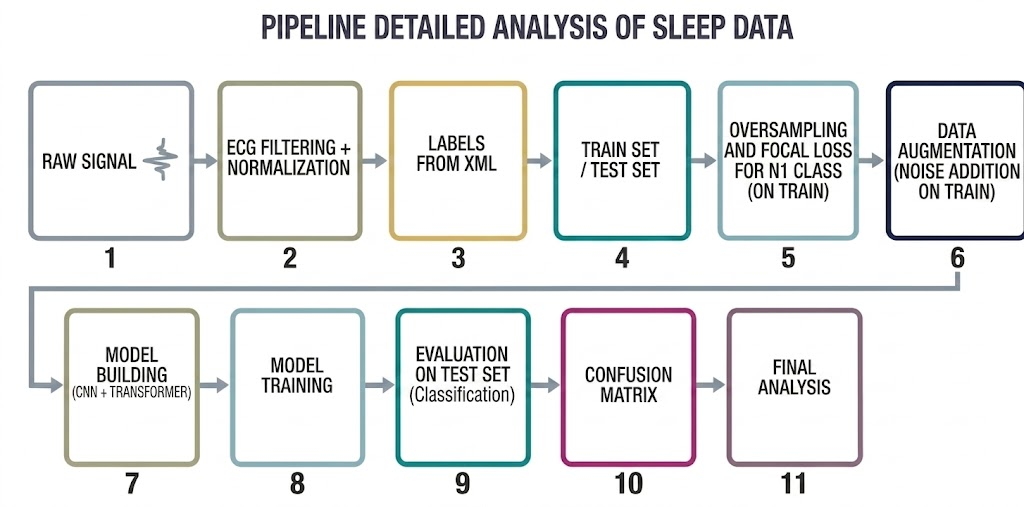 PIPELINE DETAILED ANALYSIS OF SLEEP DATA
RAW SIGNAL
1
ECG FILTERING +
NORMALIZATION
2
LABELS
FROM XML
3
TRAIN SET
/ TEST SET
4
OVERSAMPLING
AND FOCAL LOSS
FOR N1 CLASS
(ON TRAIN)
5
DATA
AUGMENTATION
(NOISE ADDITION
ON TRAIN)
6
MODEL
BUILDING
(CNN + TRANSFORMER)
7
MODEL
TRAINING
8
EVALUATION
ON TEST SET
(Classification)
9
CONFUSION
MATRIX
10
FINAL
ANALYSIS
11